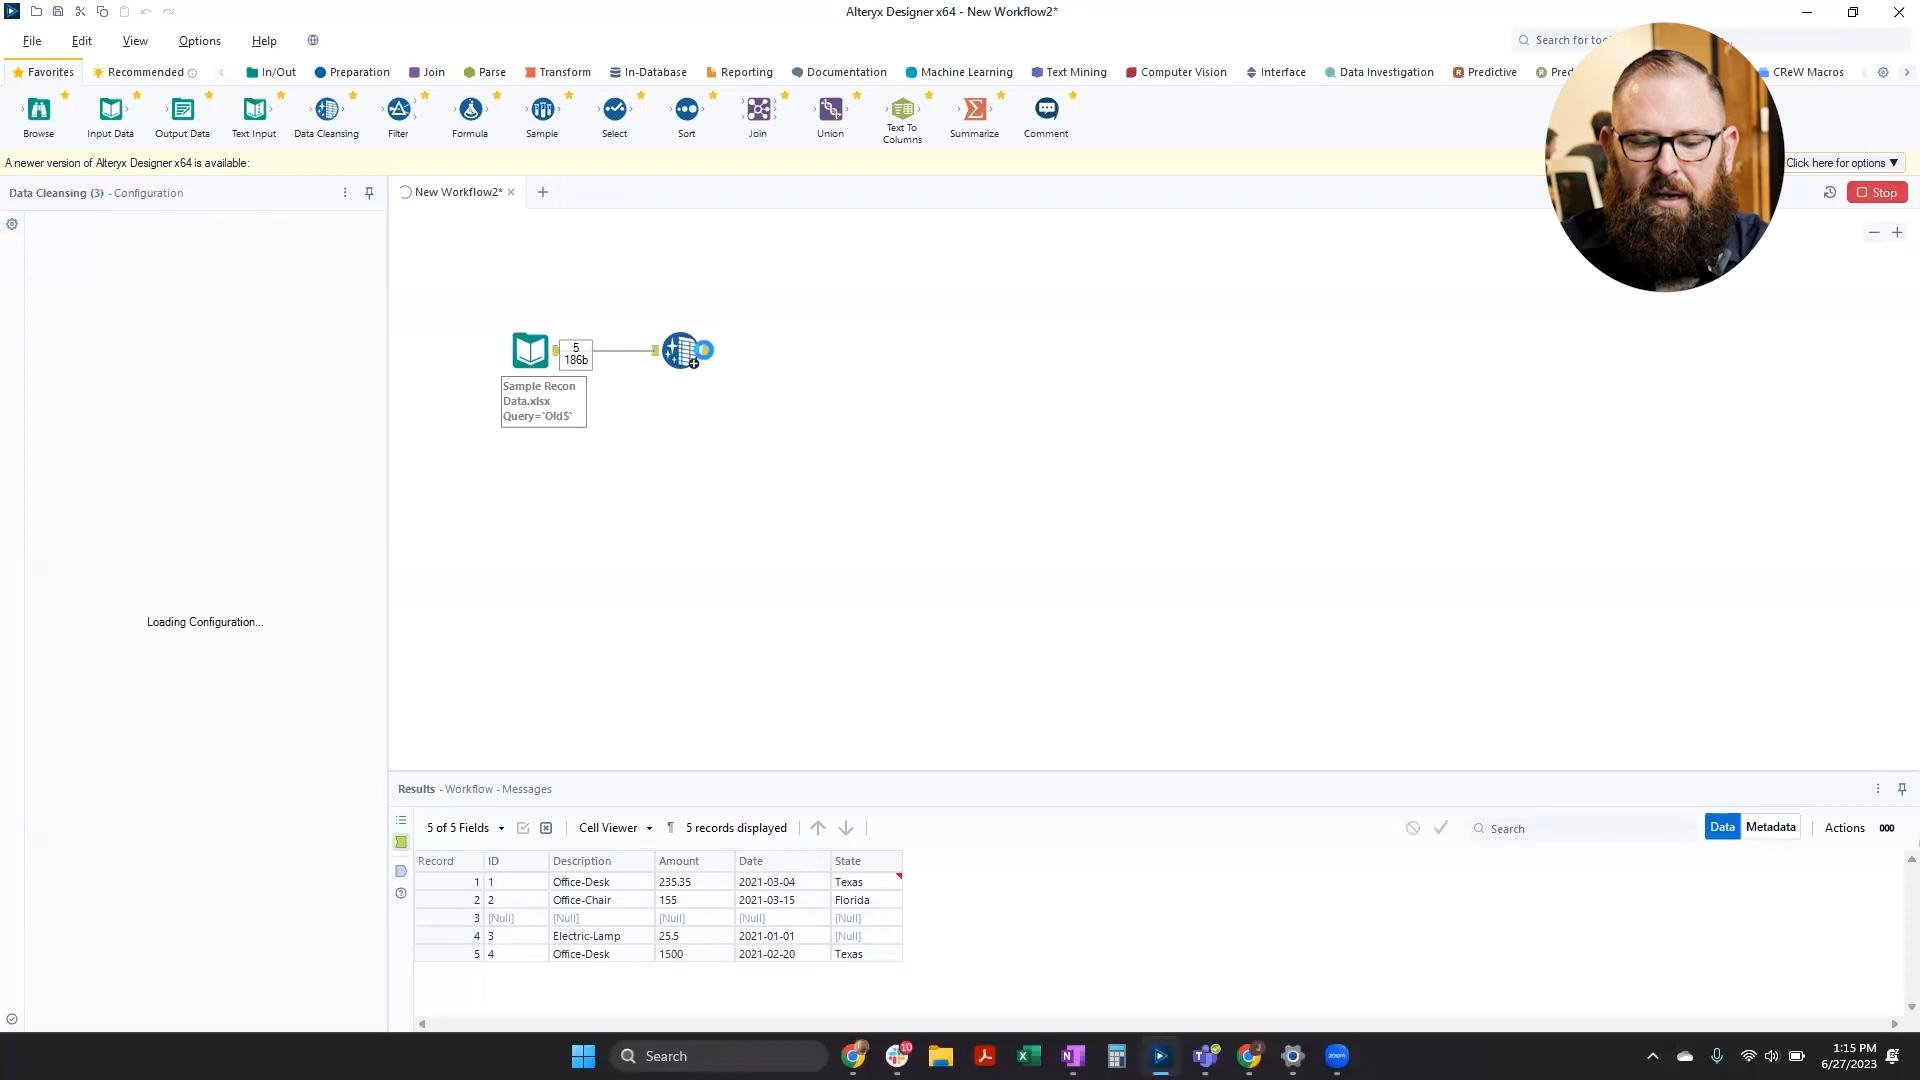 Alteryx Designer x64 - New Workflow2*
File Edit View Options Help
Search for too
Favorites Recommended In/Out Preparation Join Parse Transform In-Database Reporting Documentation Machine Learning Text Mining Computer Vision Interface Data Investigation Predictive CReW Macros
Browse Input Data Output Data Text Input Data Cleansing Filter Formula Sample Select Sort Join Union Text To Columns Summarize Comment
A newer version of Alteryx Designer x64 is available:
Click here for options ▼
Data Cleansing (3) - Configuration
New Workflow2*
Stop
5
186b
Sample Recon
Data.xlsx
Query=`Old$`
Loading Configuration...
Results - Workflow - Messages
5 of 5 Fields Cell Viewer 5 records displayed Search Data Metadata Actions 000
Record ID Description Amount Date State
1 1 Office-Desk 235.35 2021-03-04 Texas
2 2 Office-Chair 155 2021-03-15 Florida
3 [Null] [Null] [Null] [Null] [Null]
4 3 Electric-Lamp 25.5 2021-01-01 [Null]
5 4 Office-Desk 1500 2021-02-20 Texas
Search
10
zoom
1:15 PM
6/27/2023